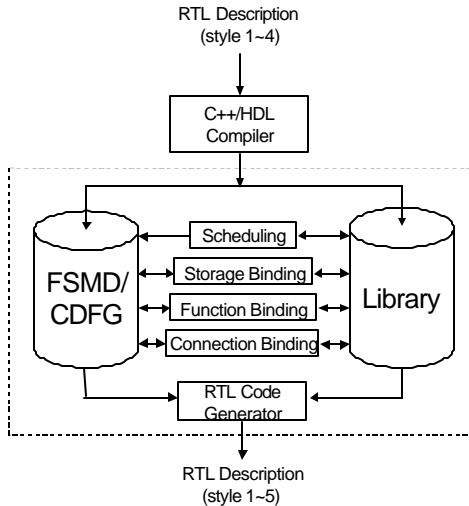 RTL Description
(style 1~4)
C++/HDL
Compiler
Scheduling
Storage Binding
FSMD/
CDFG
Function Binding
Library
Connection Binding
RTL Code
Generator
RTL Description
(style 1~5)